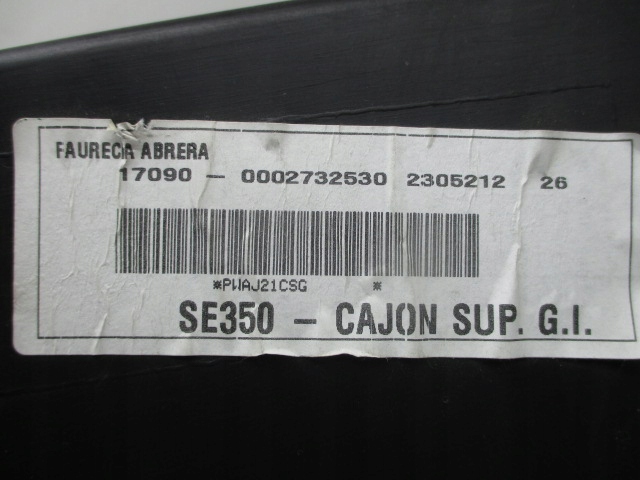 FAURECIA ABRERA
17090 - 0002732530 2305212 26
*PWAJ21CSG *
SE350 - CAJON SUP. G.I.